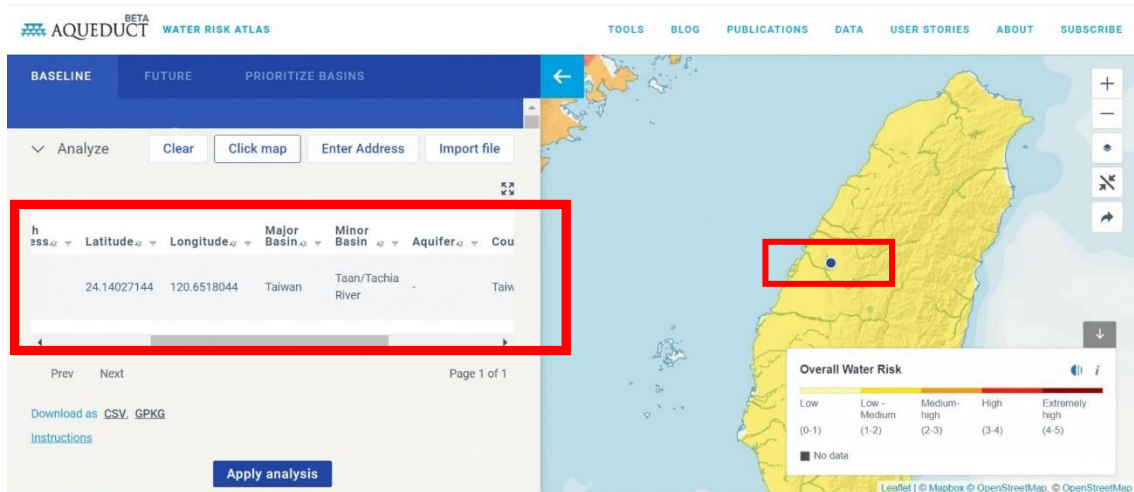 AQUEDUCT BETA WATER RISK ATLAS
TOOLS BLOG PUBLICATIONS DATA USER STORIES ABOUT SUBSCRIBE
BASELINE FUTURE PRIORITIZE BASINS
Analyze Clear Click map Enter Address Import file
h
ess Latitude Longitude Major Basin Minor Basin Aquifer Cou
24.14027144 120.6518044 Taiwan Taan/Tachia River - Taiw
Prev Next Page 1 of 1
Download as CSV, GPKG
Instructions
Apply analysis
+
−
Overall Water Risk i
Low Low - Medium Medium-high High Extremely high
(0-1) (1-2) (2-3) (3-4) (4-5)
No data
Leaflet | © Mapbox © OpenStreetMap, © OpenStreetMap